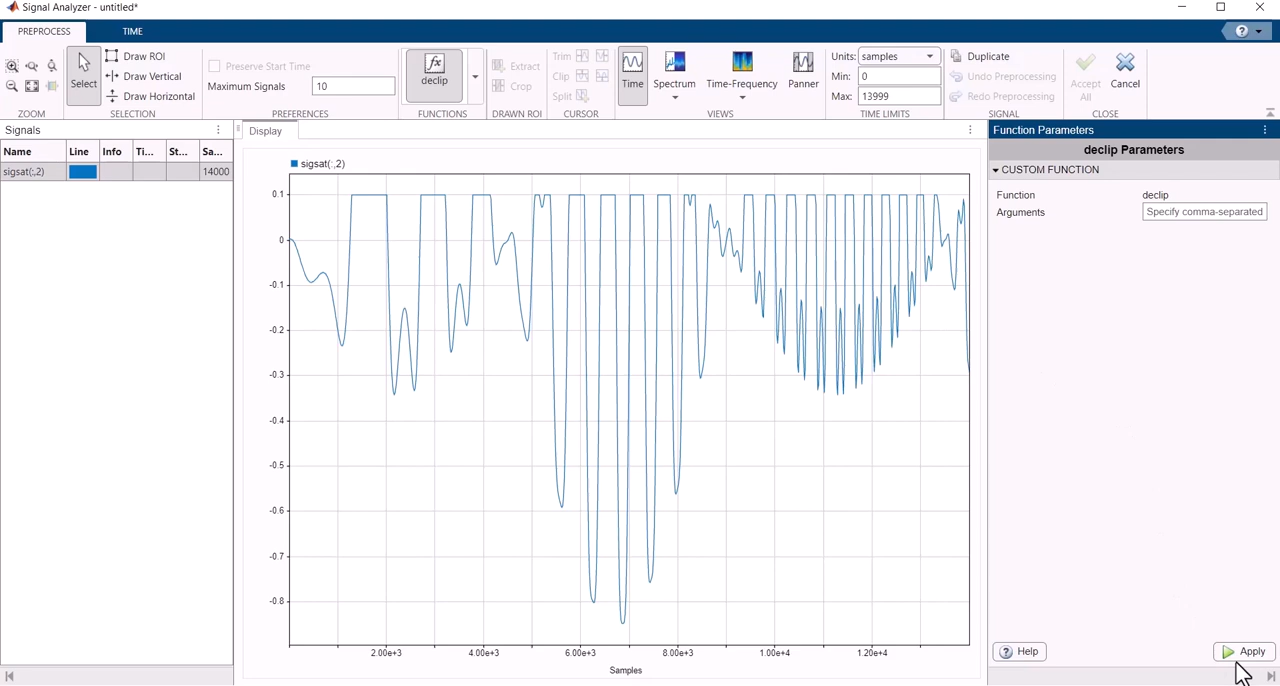 Signal Analyzer - untitled*
PREPROCESS TIME
Select
Draw ROI
Draw Vertical
Draw Horizontal
Preserve Start Time
Maximum Signals 10
fx
declip
Extract
Crop
Trim
Clip
Split
Time
Spectrum
Time-Frequency
Panner
Units: samples
Min: 0
Max: 13999
Duplicate
Undo Preprocessing
Redo Preprocessing
Accept
All
Cancel
ZOOM SELECTION PREFERENCES FUNCTIONS DRAWN ROI CURSOR VIEWS TIME LIMITS SIGNAL CLOSE
Signals
Name Line Info Ti... St... Sa...
sigsat(:,2) 14000
Display
sigsat(:,2)
0.1
0
-0.1
-0.2
-0.3
-0.4
-0.5
-0.6
-0.7
-0.8
2.00e+3 4.00e+3 6.00e+3 8.00e+3 1.00e+4 1.20e+4
Samples
Function Parameters
declip Parameters
CUSTOM FUNCTION
Function declip
Arguments Specify comma-separated
? Help
Apply